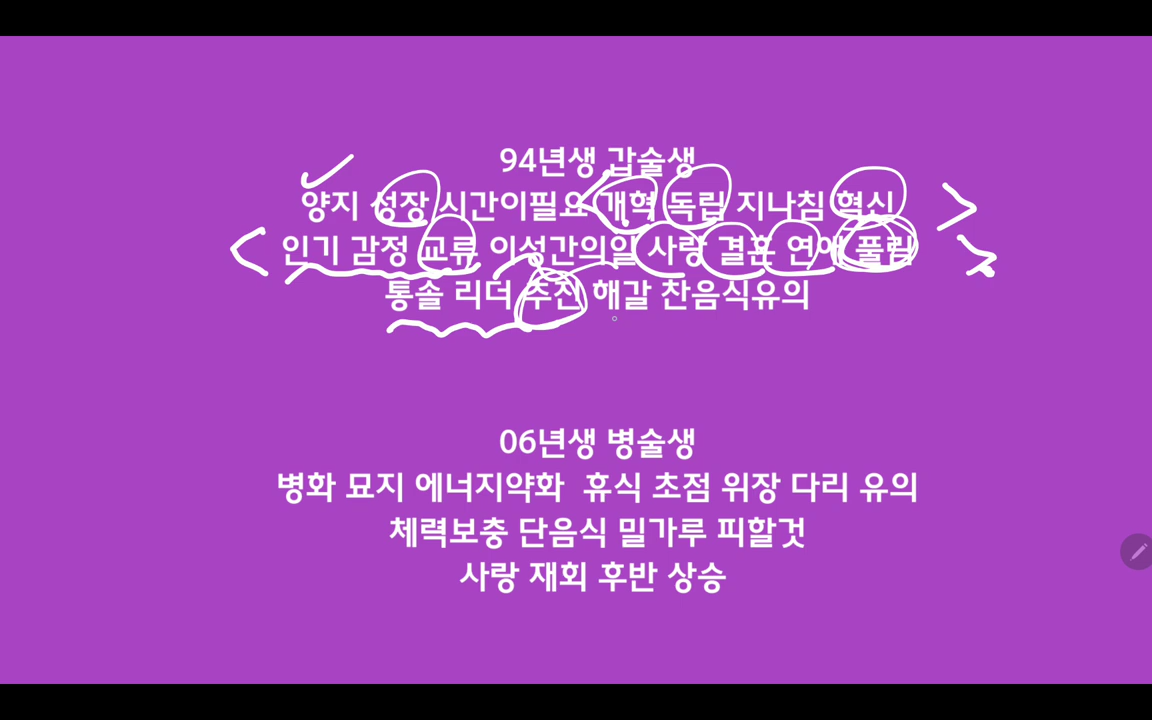 94년생 갑술생
양지 성장 시간이필요 개혁 독립 지나침 혁신
인기 감정 교류 이성간의일 사랑 결혼 연애 풀림
통솔 리더 추진 해갈 찬음식유의
06년생 병술생
병화 묘지 에너지약화 휴식 초점 위장 다리 유의
체력보충 단음식 밀가루 피할것
사랑 재회 후반 상승